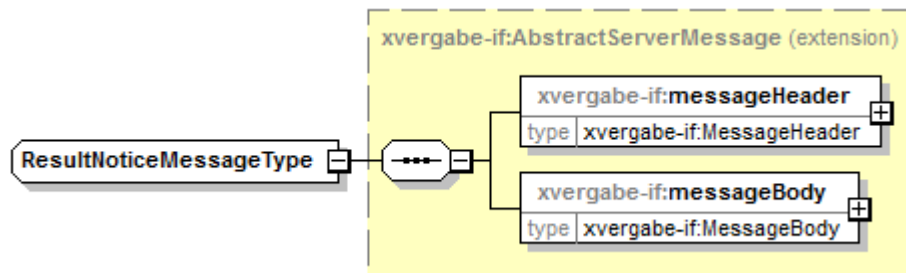 xvergabe-if:AbstractServerMessage (extension)
xvergabe-if:messageHeader
type xvergabe-if:MessageHeader
ResultNoticeMessageType
xvergabe-if:messageBody
type xvergabe-if:MessageBody